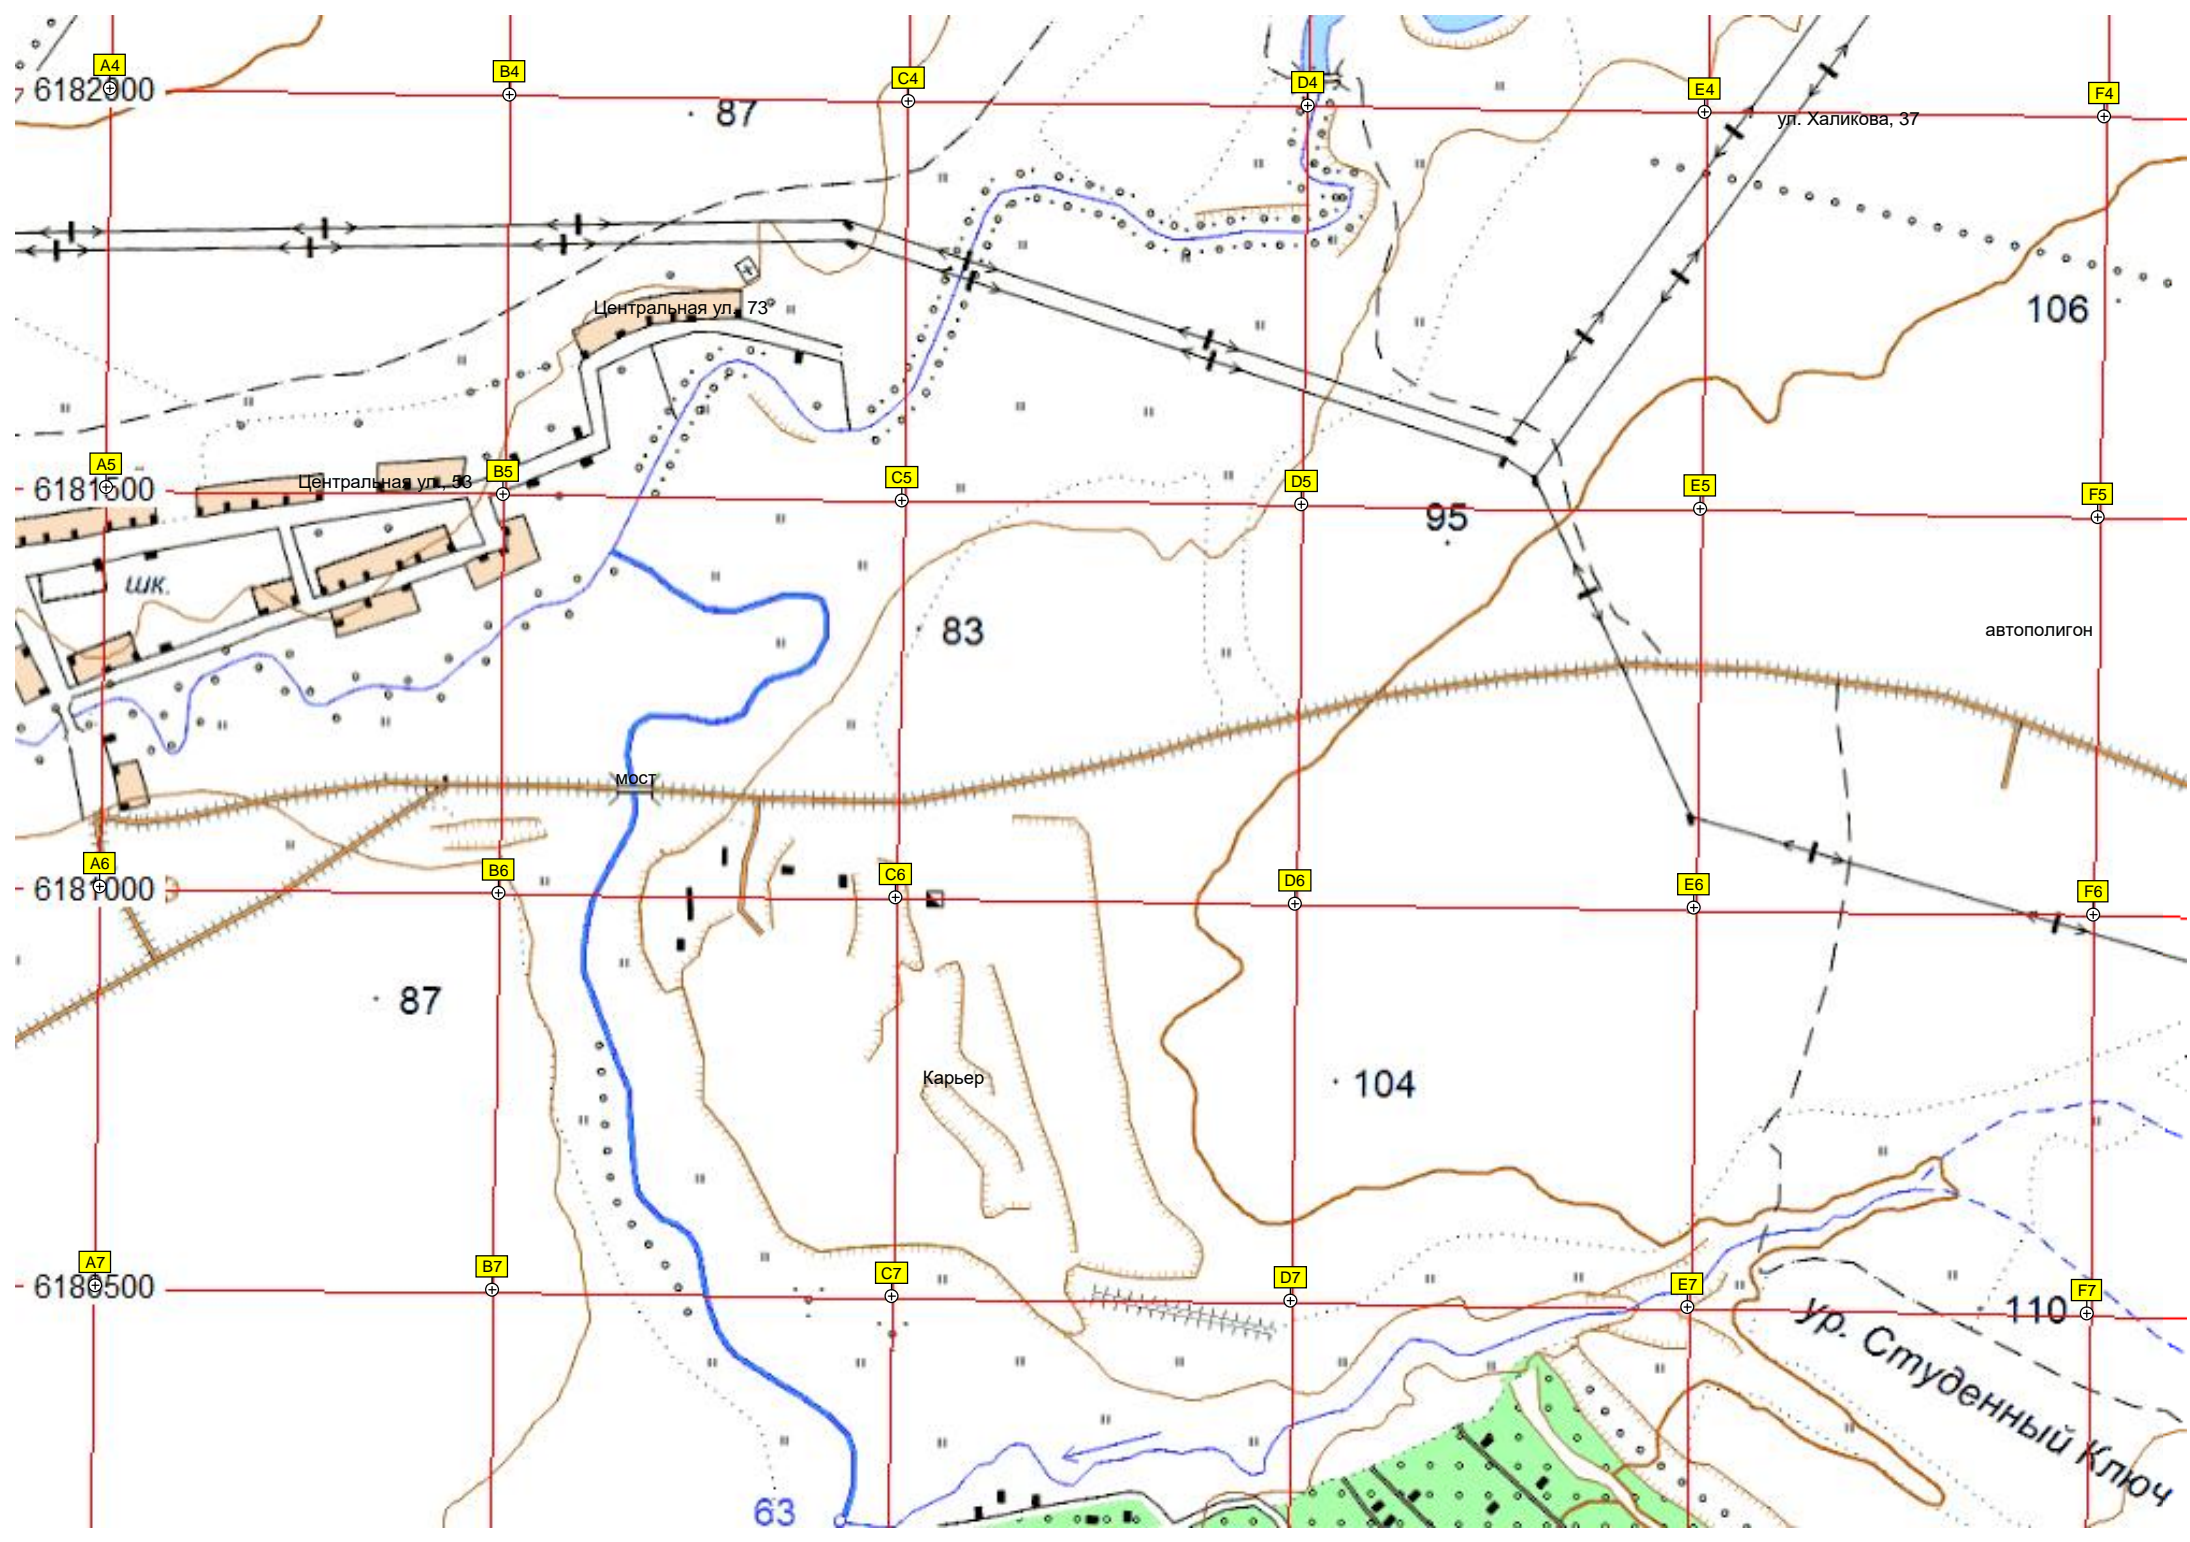 A4
B4
C4
D4
E4
F4
6182000
87
ул. Халикова, 37
Центральная ул., 73
106
A5
B5
C5
D5
E5
F5
6181500
Центральная ул., 53
95
шк.
83
автополигон
мост
A6
B6
C6
D6
E6
F6
6181000
87
Карьер
104
A7
B7
C7
D7
E7
F7
6180500
110
ур. Студенный Ключ
63